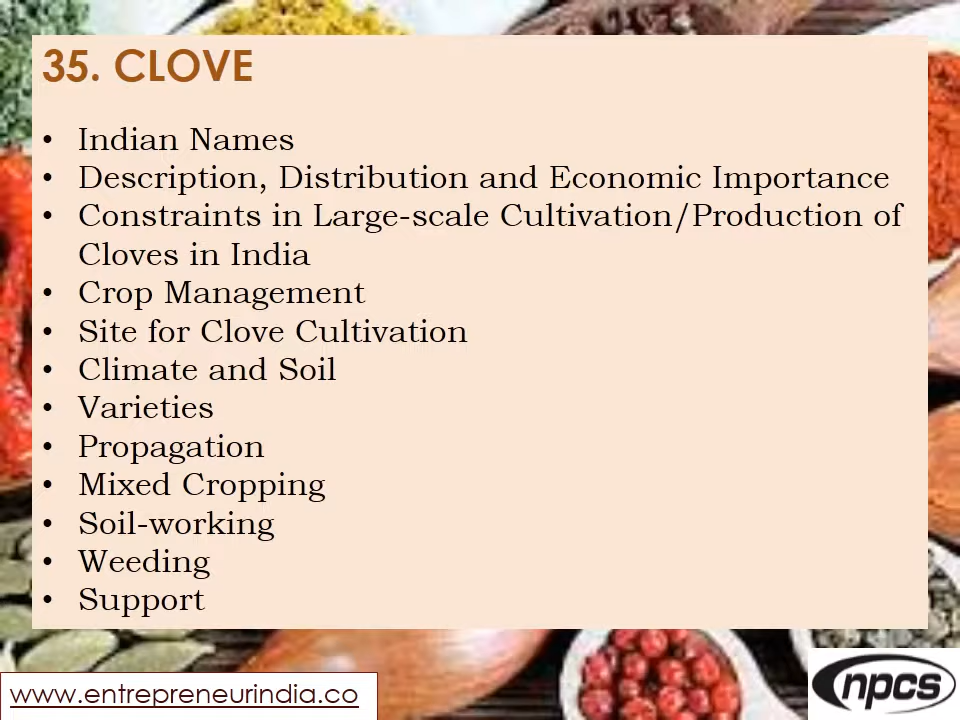 35. CLOVE
• Indian Names
• Description, Distribution and Economic Importance
• Constraints in Large-scale Cultivation/Production of
Cloves in India
• Crop Management
• Site for Clove Cultivation
• Climate and Soil
• Varieties
• Propagation
• Mixed Cropping
• Soil-working
• Weeding
• Support
www.entrepreneurindia.co
npcs